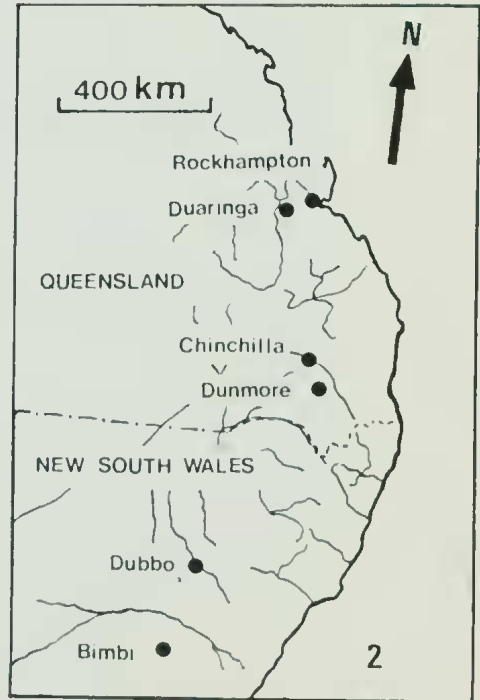 N
400 km
Rockhampton
Duaringa
QUEENSLAND
Chinchilla
Dunmore
NEW SOUTH WALES
Dubbo
Bimbi
2